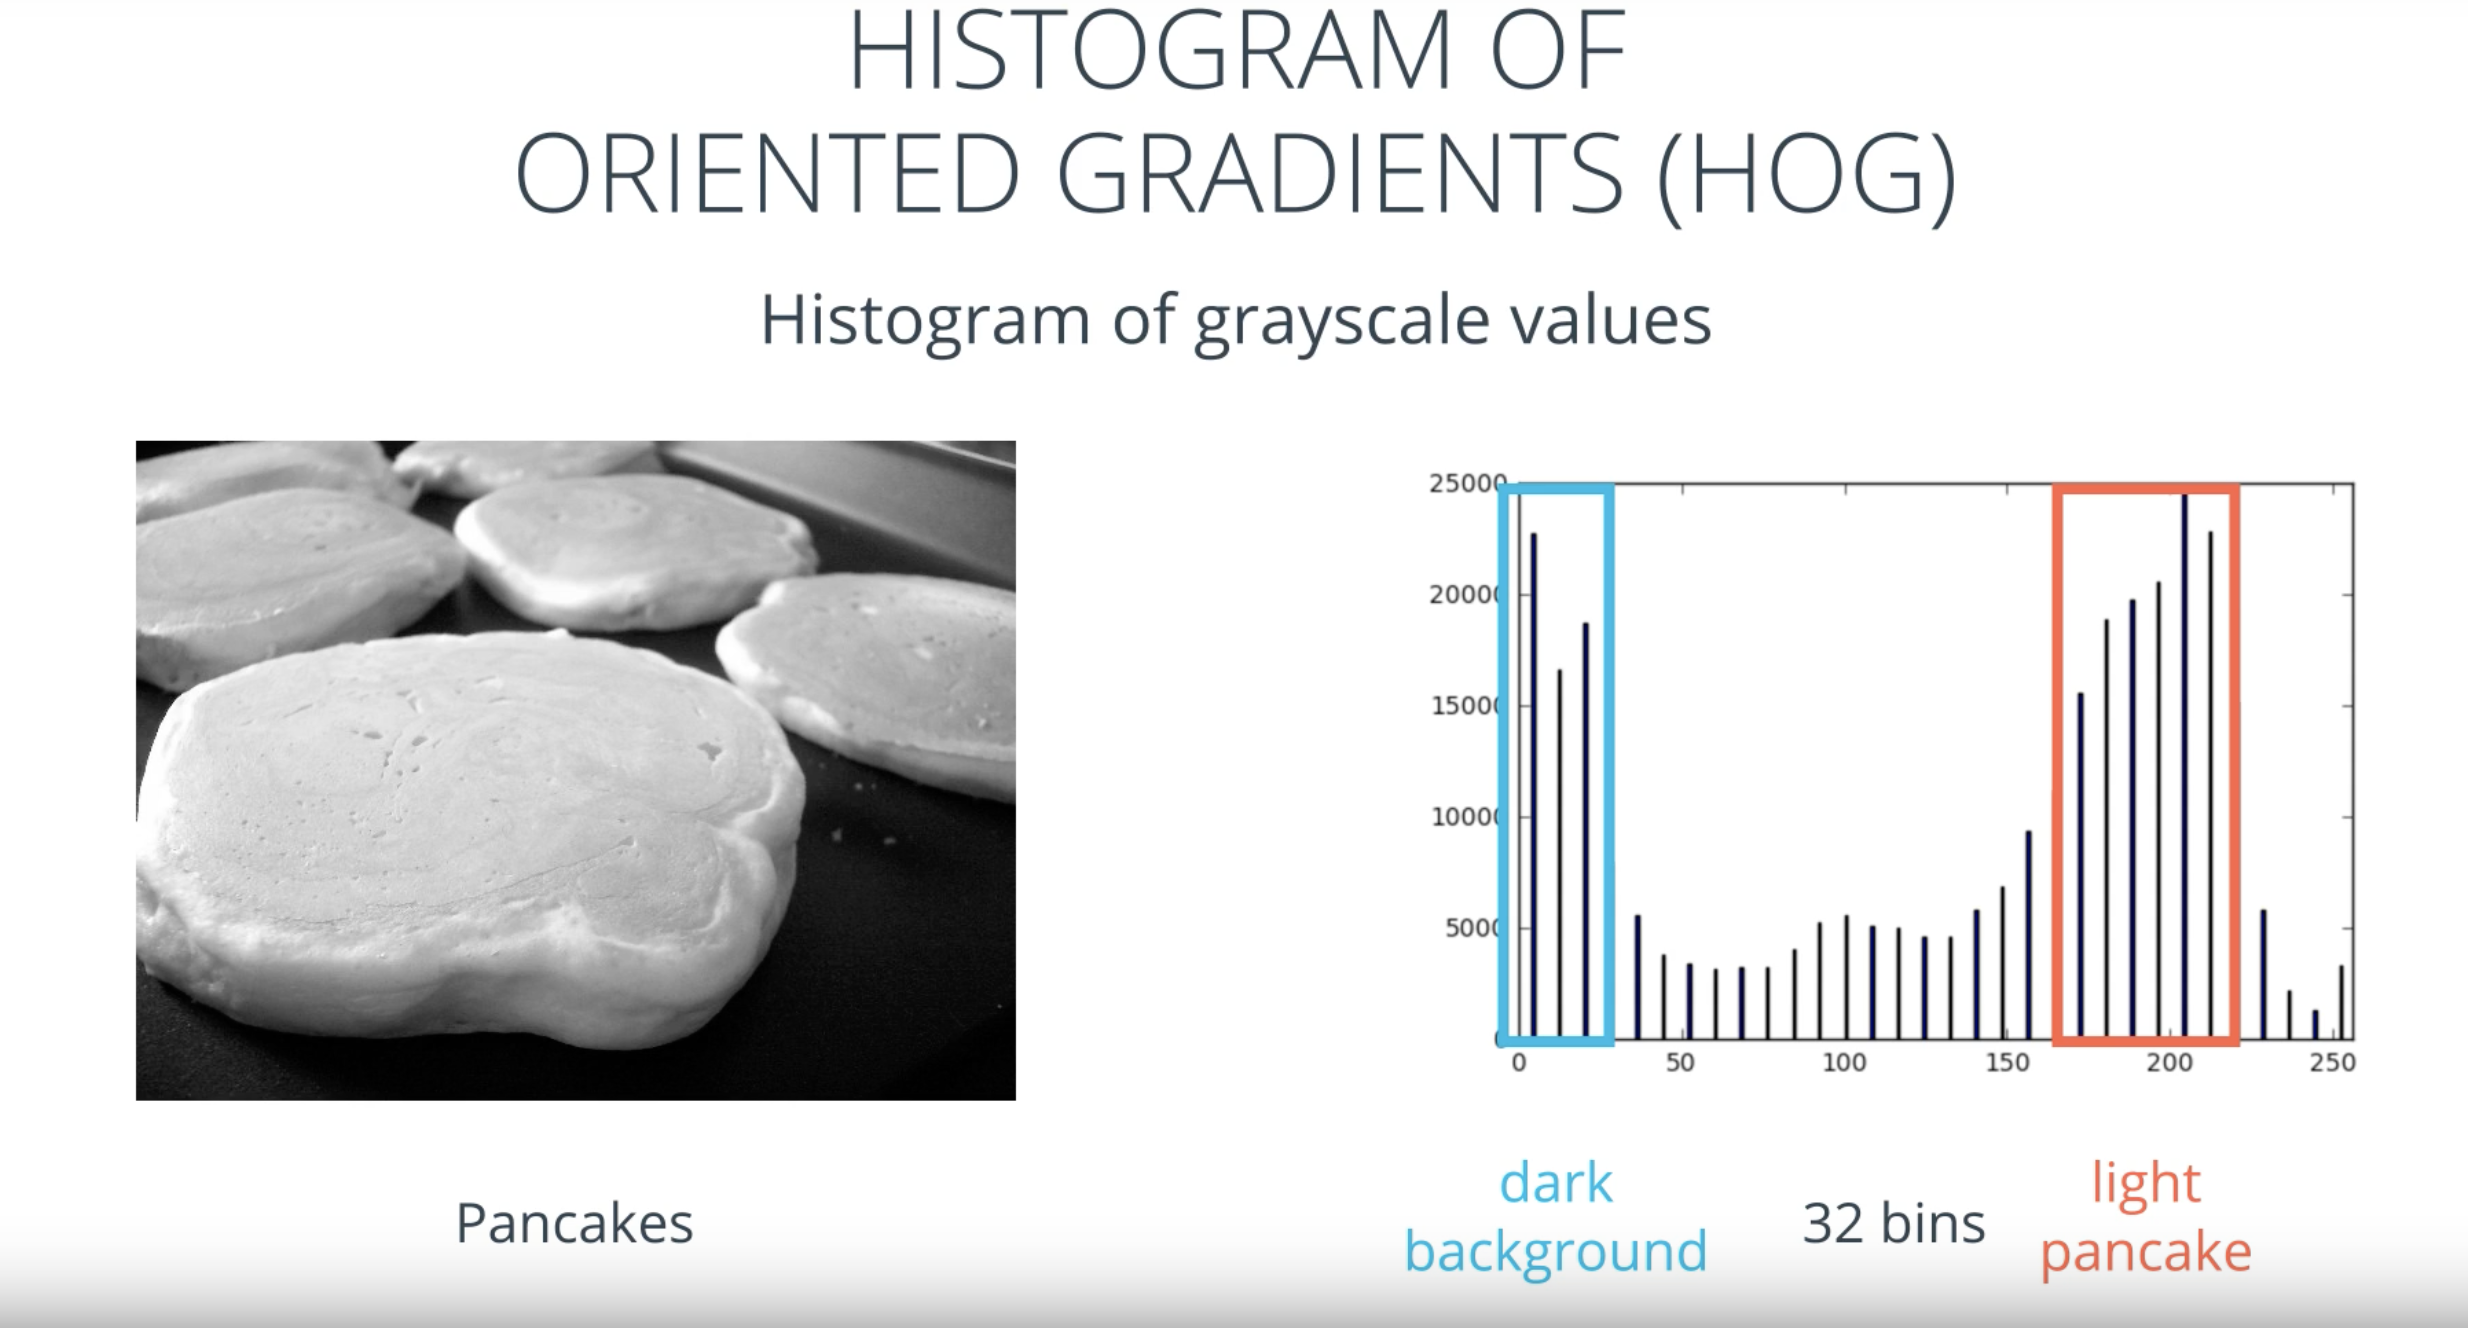 HISTOGRAM OF
ORIENTED GRADIENTS (HOG)
Histogram of grayscale values
25000
20000
15000
10000
5000
0
0 50 100 150 200 250
Pancakes
dark
background
32 bins
light
pancake